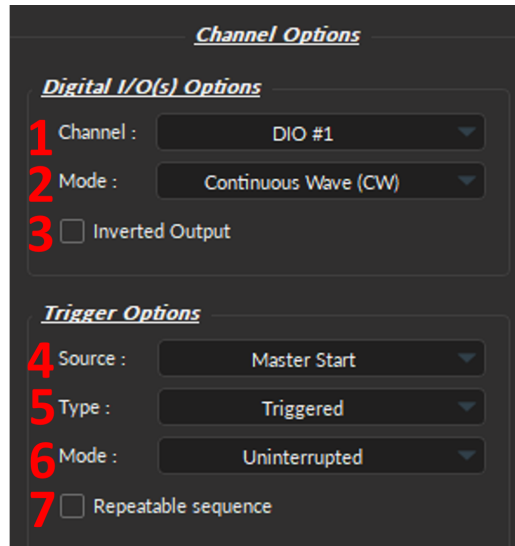 Channel Options
Digital I/O(s) Options
1 Channel : DIO #1
2 Mode : Continuous Wave (CW)
3 Inverted Output
Trigger Options
4 Source : Master Start
5 Type : Triggered
6 Mode : Uninterrupted
7 Repeatable sequence